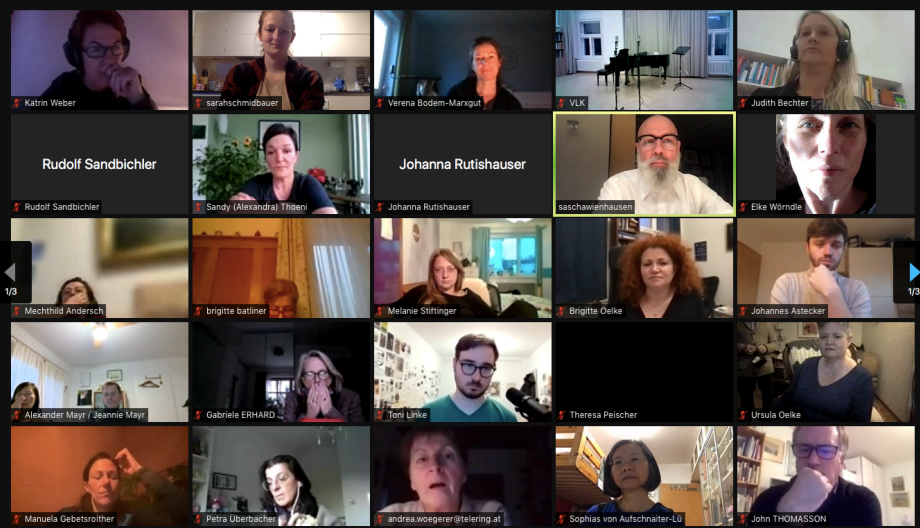 Katrin Weber
sarahschmidbauer
Verena Bodem-Marxgut
VLK
Judith Bechter
Rudolf Sandbichler
Rudolf Sandbichler
Sandy (Alexandra) Thoeni
Johanna Rutishauser
Johanna Rutishauser
saschawienhausen
Elke Wörndle
1/3
1/3
Mechthild Andersch
brigitte batliner
Melanie Stiftinger
Brigitte Oelke
Johannes Astecker
Alexander Mayr / Jeannie Mayr
Gabriele ERHARD
Toni Linke
Theresa Peischer
Ursula Oelke
Manuela Gebetsroither
Petra Überbacher
andrea.woegerer@telering.at
Sophias von Aufschnaiter-Lü
John THOMASSON